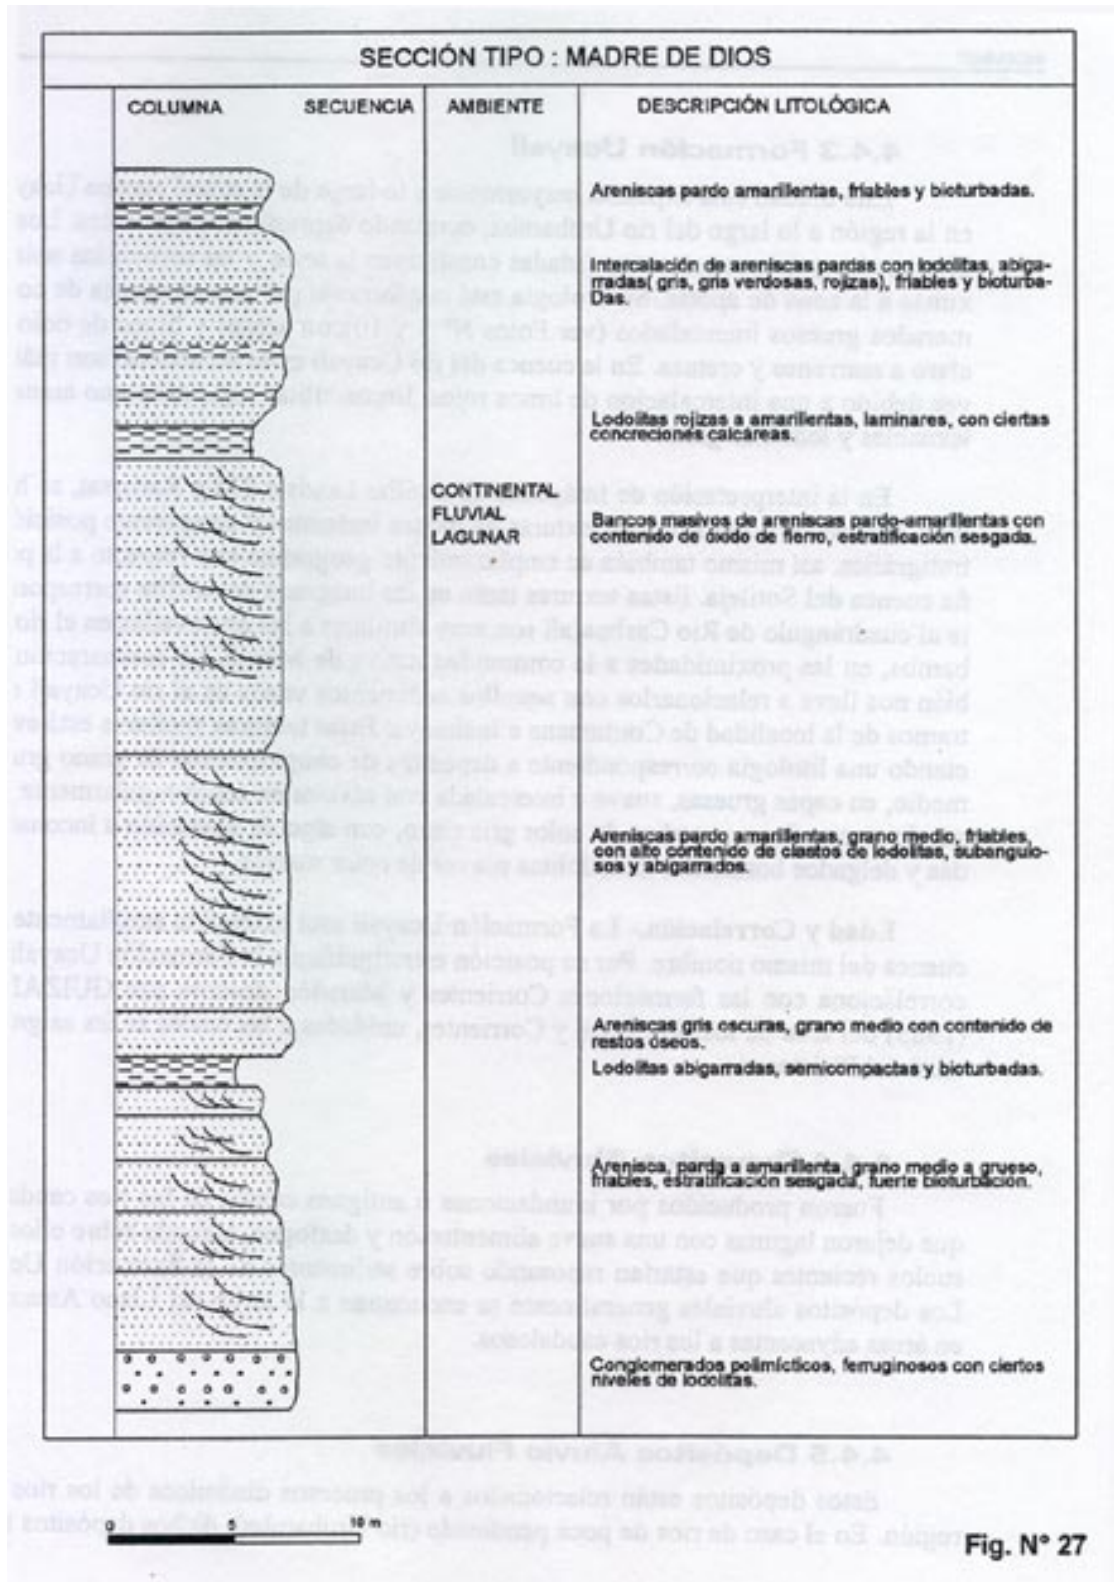 SECCIÓN TIPO : MADRE DE DIOS
COLUMNA SECUENCIA AMBIENTE DESCRIPCIÓN LITOLÓGICA
Areniscas pardo amarillentas, friables y bioturbadas.
Intercalación de areniscas pardas con lodolitas, abiga-
rradas( gris, gris verdosas, rojizas), friables y bioturba-
Das.
Lodolitas rojizas a amarillentas, laminares, con ciertas
concreciones calcáreas.
CONTINENTAL
FLUVIAL
LAGUNAR
Bancos masivos de areniscas pardo-amarillentas con
contenido de óxido de fierro, estratificación sesgada.
Areniscas pardo amarillentas, grano medio, friables,
con alto contenido de clastos de lodolitas, subangulo-
sos y abigarrados.
Areniscas gris oscuras, grano medio con contenido de
restos óseos.
Lodolitas abigarradas, semicompactas y bioturbadas.
Arenisca, parda a amarillenta, grano medio a grueso,
friables, estratificación sesgada, fuerte bioturbación.
Conglomerados polimícticos, ferruginosos con ciertos
niveles de lodolitas.
0 5 10 m
Fig. N° 27